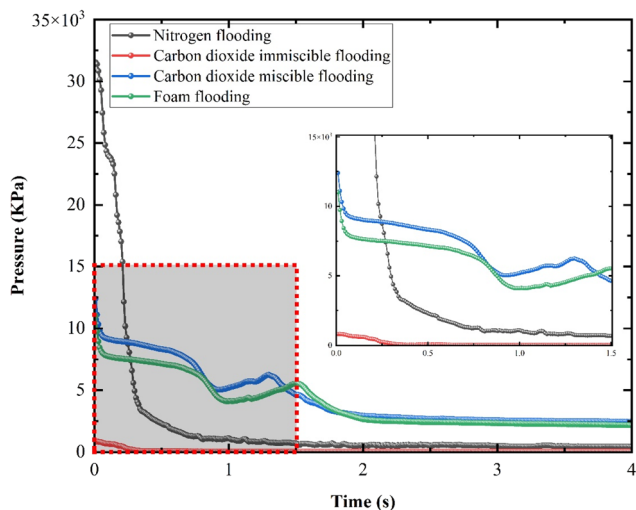 35×10³
30
25
20
15
10
5
0
Pressure (KPa)
Nitrogen flooding
Carbon dioxide immiscible flooding
Carbon dioxide miscible flooding
Foam flooding
15×10³
10
5
0
0.0 0.5 1.0 1.5
0 1 2 3 4
Time (s)